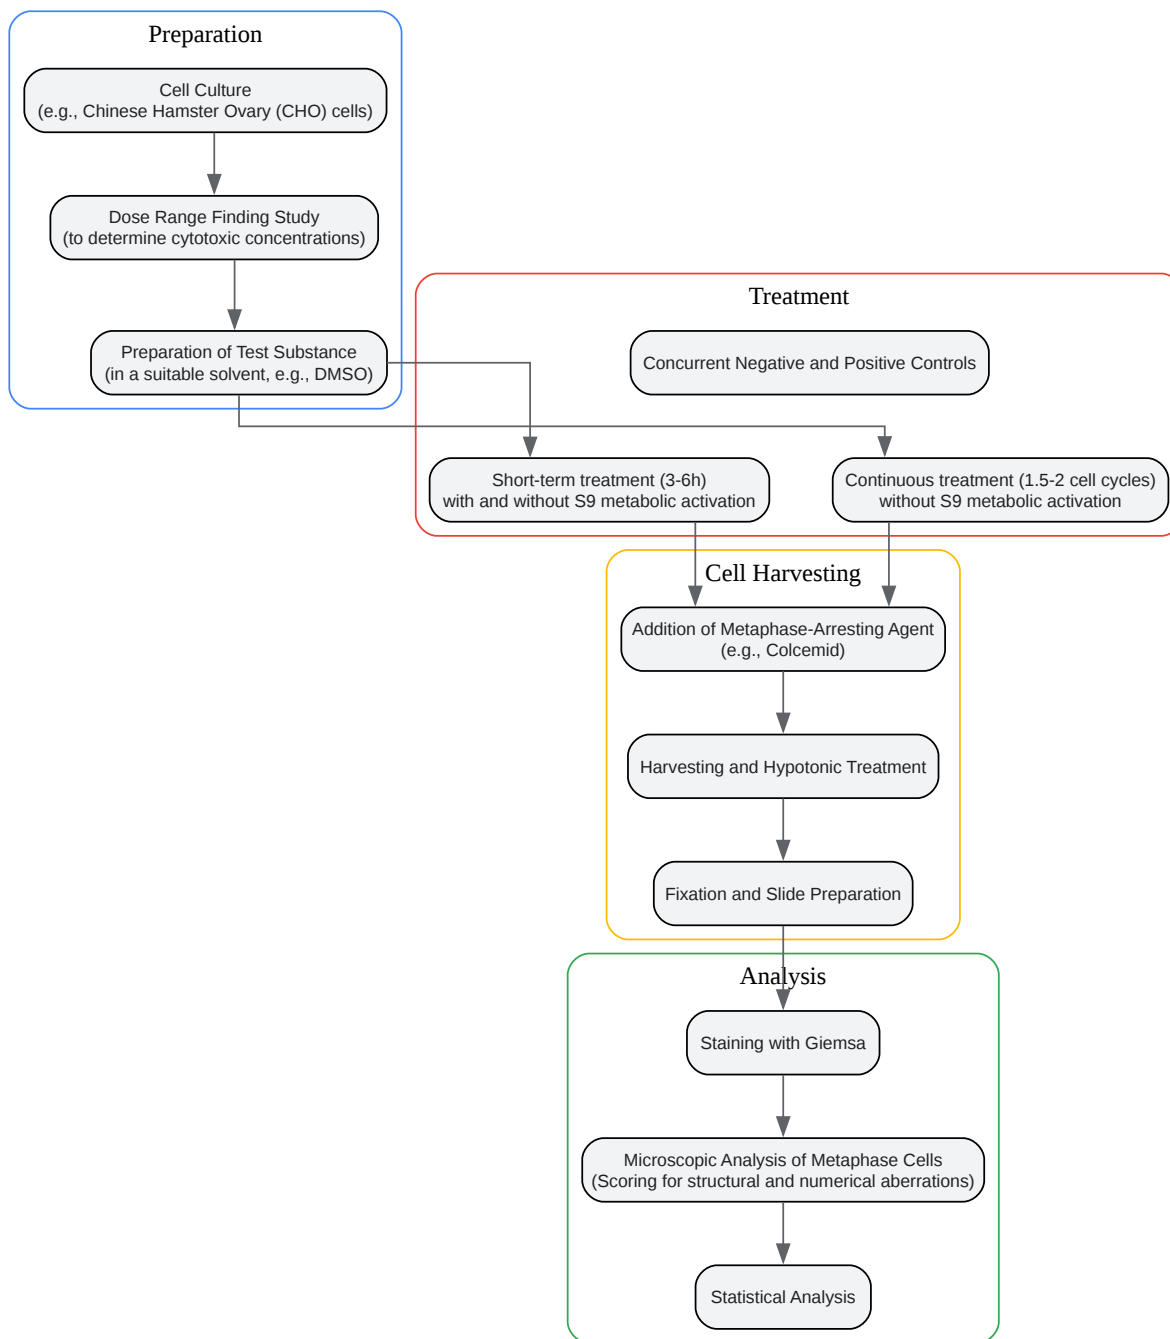 Preparation
Cell Culture
(e.g., Chinese Hamster Ovary (CHO) cells)
Dose Range Finding Study
(to determine cytotoxic concentrations)
Preparation of Test Substance
(in a suitable solvent, e.g., DMSO)
Treatment
Concurrent Negative and Positive Controls
Short-term treatment (3-6h)
with and without S9 metabolic activation
Continuous treatment (1.5-2 cell cycles)
without S9 metabolic activation
Cell Harvesting
Addition of Metaphase-Arresting Agent
(e.g., Colcemid)
Harvesting and Hypotonic Treatment
Fixation and Slide Preparation
Analysis
Staining with Giemsa
Microscopic Analysis of Metaphase Cells
(Scoring for structural and numerical aberrations)
Statistical Analysis